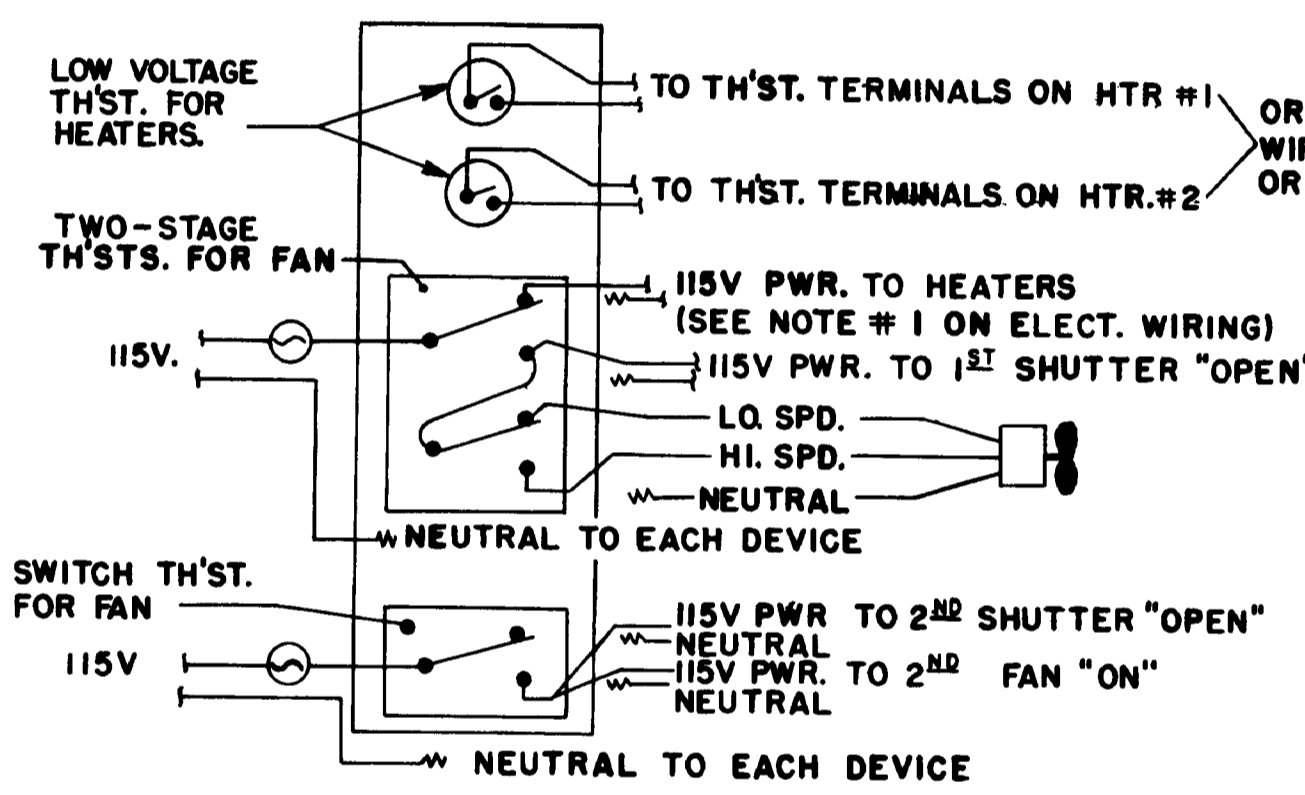 LOW VOLTAGE
TH'ST. FOR
HEATERS.
TO TH'ST. TERMINALS ON HTR #1
TO TH'ST. TERMINALS ON HTR.#2
OR
OR
TWO-STAGE
TH'STS. FOR FAN
115V PWR. TO HEATERS
(SEE NOTE # 1 ON ELECT. WIRING)
115V.
115V PWR. TO 1ST SHUTTER "OPEN"
LO. SPD.
HI. SPD.
NEUTRAL
NEUTRAL TO EACH DEVICE
SWITCH TH'ST.
FOR FAN
115V PWR TO 2ND SHUTTER "OPEN"
NEUTRAL
115V
115V PWR. TO 2ND FAN "ON"
NEUTRAL
NEUTRAL TO EACH DEVICE